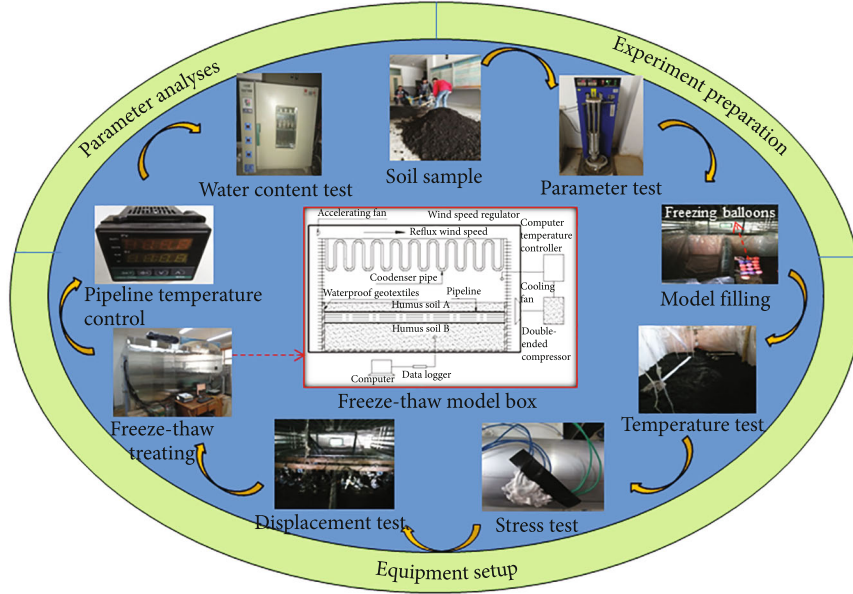 Parameter analyses
Experiment preparation
Equipment setup
Water content test
Soil sample
Parameter test
Freezing balloons
Model filling
Temperature test
Stress test
Displacement test
Freeze-thaw
treating
Pipeline temperature
control
Accelerating fan
Wind speed regulator
Reflux wind speed
Computer
temperature
controller
Coodenser pipe
Waterproof geotextiles
Pipeline
Cooling
fan
Humus soil A
Humus soil B
Double-
ended
compressor
Computer
Data logger
Freeze-thaw model box